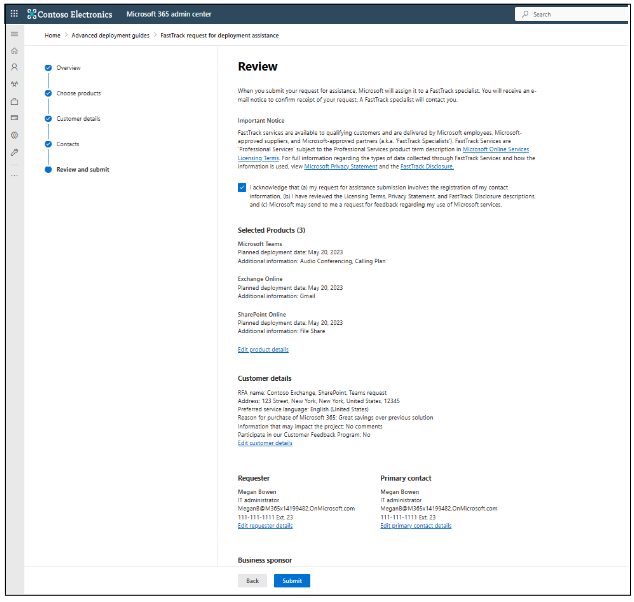 Contoso Electronics Microsoft 365 admin center Search
Home > Advanced deployment guides > FastTrack request for deployment assistance
Overview
Choose products
Customer details
Contacts
Review and submit
Review
When you submit your request for assistance, Microsoft will assign it to a FastTrack specialist. You will receive an e-
mail notice to confirm receipt of your request. A FastTrack specialist will contact you.
Important Notice
FastTrack services are available to qualifying customers and are delivered by Microsoft employees, Microsoft-
approved suppliers, and Microsoft-approved partners (a.k.a. 'FastTrack Specialists'). FastTrack Services are
'Professional Services' subject to the Professional Services product term description in Microsoft Online Services
Licensing Terms. For full information regarding the types of data collected through FastTrack Services and how the
information is used, view Microsoft Privacy Statement and the FastTrack Disclosure.
I acknowledge that (a) my request for assistance submission involves the registration of my contact
information, (b) I have reviewed the Licensing Terms, Privacy Statement, and FastTrack Disclosure descriptions,
and (c) Microsoft may send to me a request for feedback regarding my use of Microsoft services.
Selected Products (3)
Microsoft Teams
Planned deployment date: May 20, 2023
Additional information: Audio Conferencing, Calling Plan
Exchange Online
Planned deployment date: May 20, 2023
Additional information: Gmail
SharePoint Online
Planned deployment date: May 20, 2023
Additional information: File Share
Edit product details
Customer details
RFA name: Contoso Exchange, SharePoint, Teams request
Address: 123 Street, New York, New York, United States, 12345
Preferred service language: English (United States)
Reason for purchase of Microsoft 365: Great savings over previous solution
Information that may impact the project: No comments
Participate in our Customer Feedback Program: No
Edit customer details
Requester
Megan Bowen
IT administrator
MeganB@M365x14199482.OnMicrosoft.com
111-111-1111 Ext. 23
Edit requester details
Primary contact
Megan Bowen
IT administrator
MeganB@M365x14199482.OnMicrosoft.com
111-111-1111 Ext. 23
Edit primary contact details
Business sponsor
Back Submit